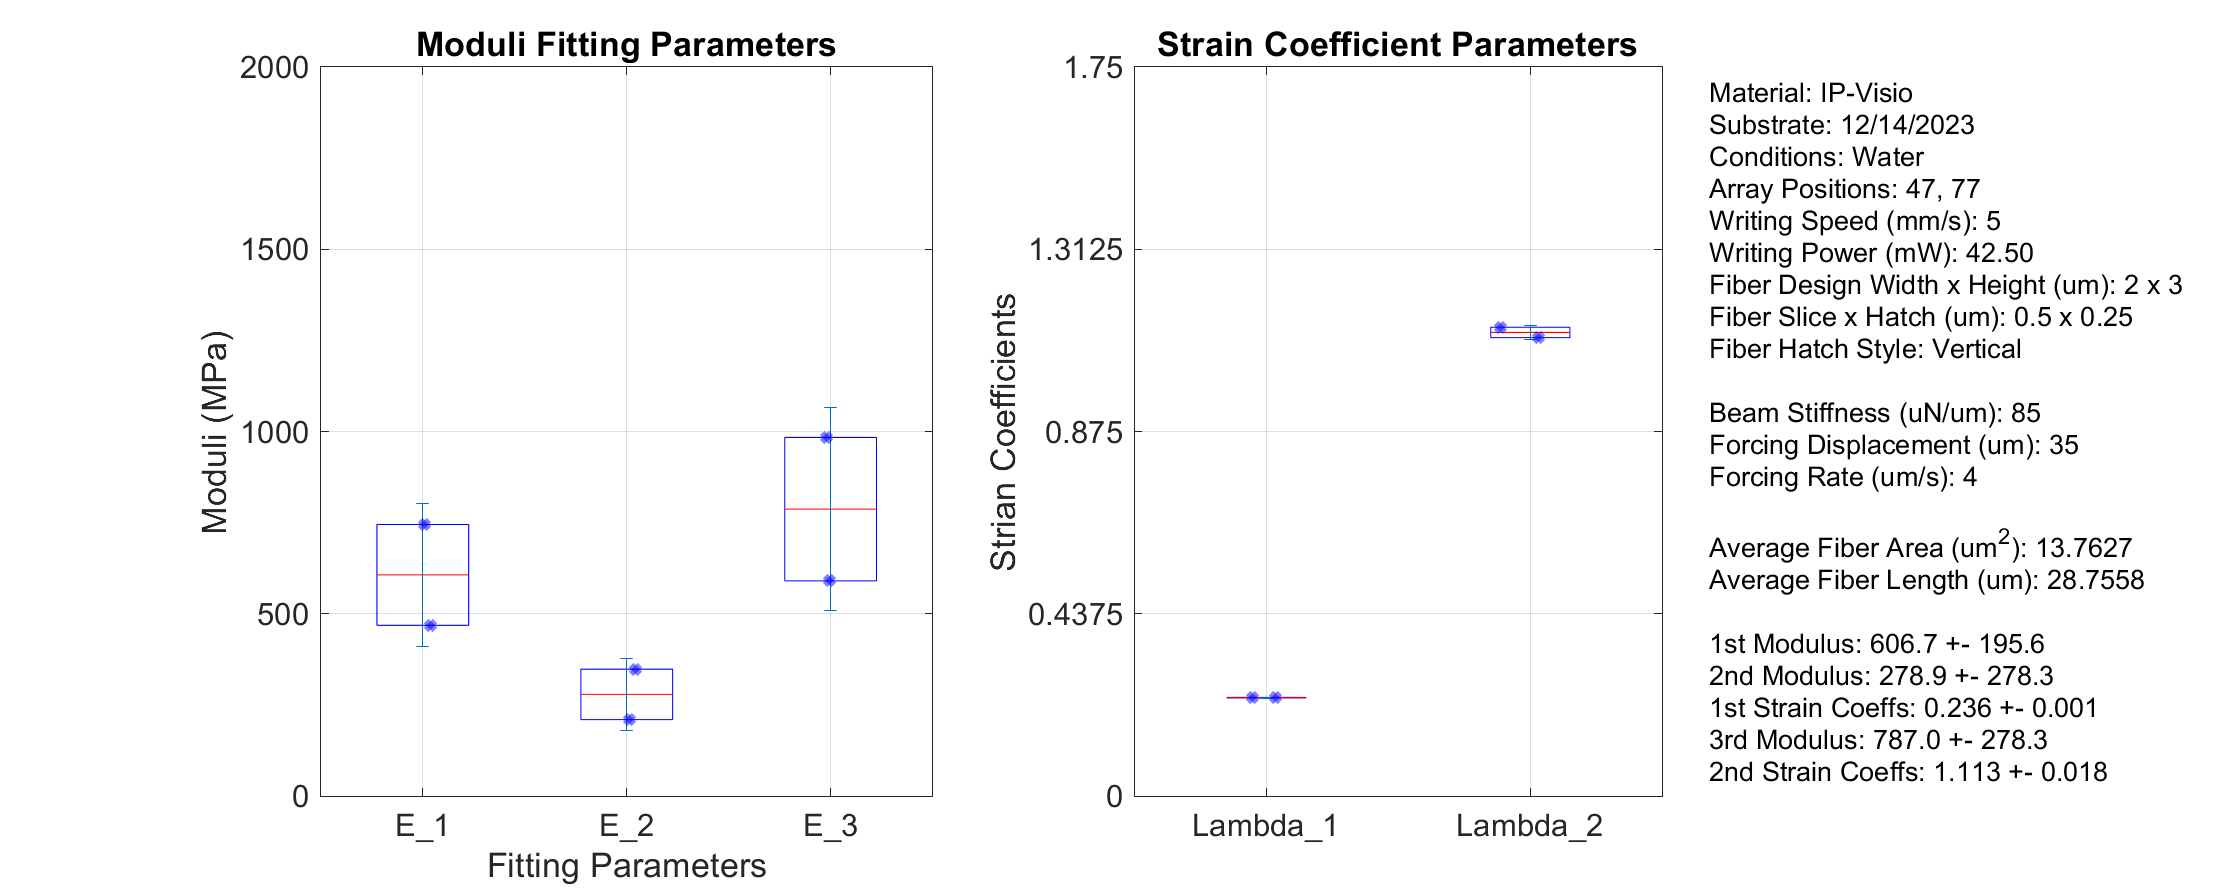 Moduli Fitting Parameters
2000
1500
1000
500
0
Moduli (MPa)
E_1
E_2
E_3
Fitting Parameters
Strain Coefficient Parameters
1.75
1.3125
0.875
0.4375
0
Strian Coefficients
Lambda_1
Lambda_2
Material: IP-Visio
Substrate: 12/14/2023
Conditions: Water
Array Positions: 47, 77
Writing Speed (mm/s): 5
Writing Power (mW): 42.50
Fiber Design Width x Height (um): 2 x 3
Fiber Slice x Hatch (um): 0.5 x 0.25
Fiber Hatch Style: Vertical
Beam Stiffness (uN/um): 85
Forcing Displacement (um): 35
Forcing Rate (um/s): 4
Average Fiber Area (um²): 13.7627
Average Fiber Length (um): 28.7558
1st Modulus: 606.7 +- 195.6
2nd Modulus: 278.9 +- 278.3
1st Strain Coeffs: 0.236 +- 0.001
3rd Modulus: 787.0 +- 278.3
2nd Strain Coeffs: 1.113 +- 0.018